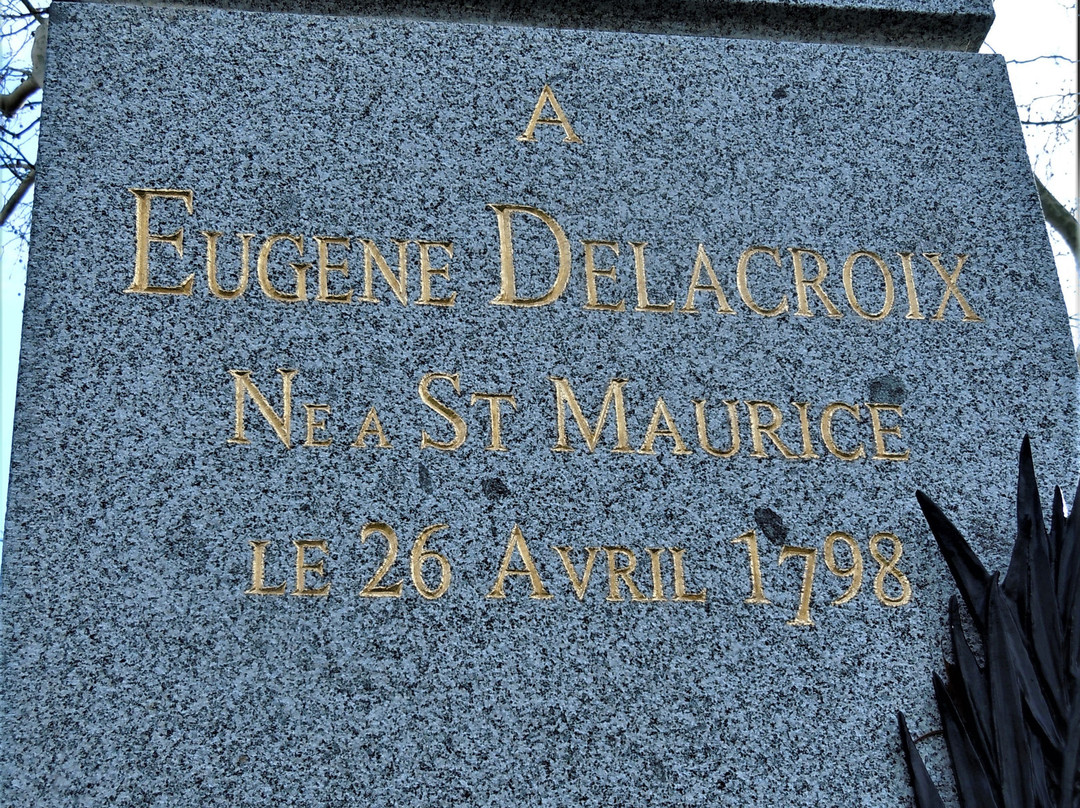 A
EUGENE DELACROIX
NE A ST MAURICE
LE 26 AVRIL 1798